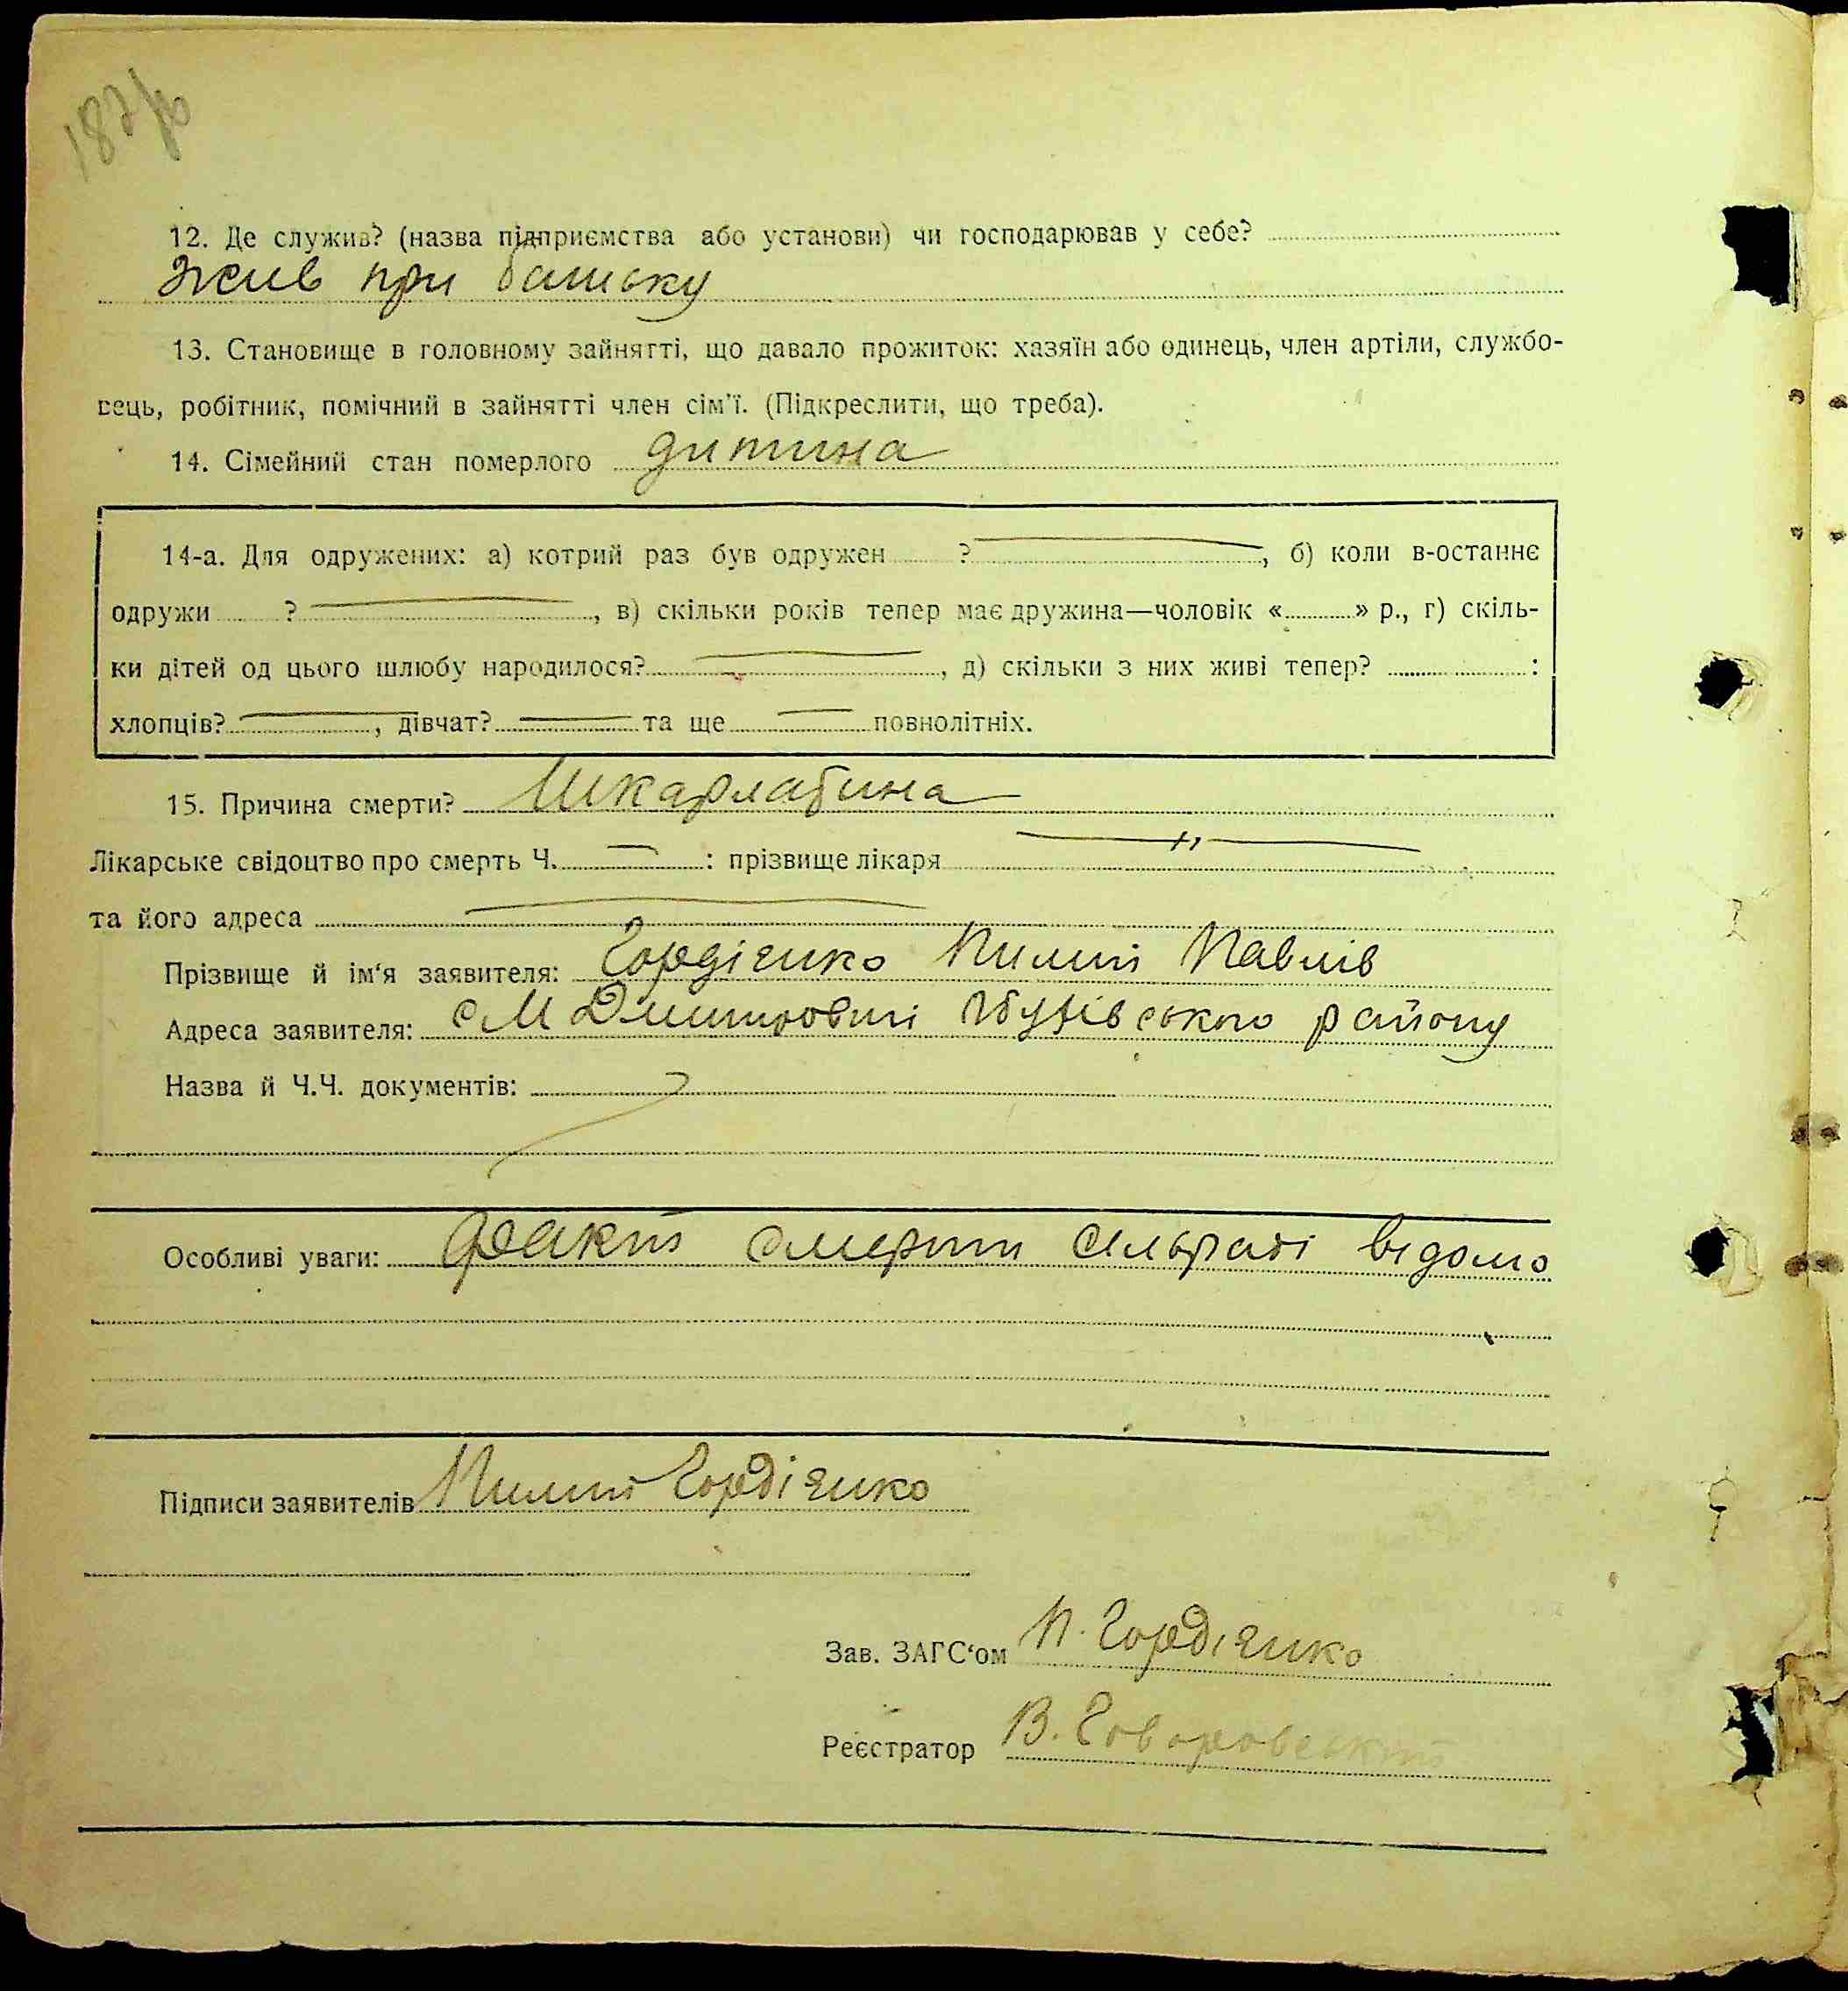 12. Де служив? (назва підприємства або установи) чи господарював у себе?
жив при батьку
13. Становище в головному зайнятті, що давало прожиток: хазяїн або одинець, член артіли, службо-
вець, робітник, помічний в зайнятті член сім'ї. (Підкреслити, що треба).
14. Сімейний стан померлого дитина
14-а. Для одружених: а) котрий раз був одружен ? , б) коли в-останнє
одружи ? , в) скільки років тепер має дружина—чоловік « » р., г) скіль-
ки дітей од цього шлюбу народилося? , д) скільки з них живі тепер? :
хлопців? , дівчат? та ще повнолітніх.
15. Причина смерти? Шкарлабина
Лікарське свідоцтво про смерть Ч. : прізвище лікаря
та його адреса
Прізвище й ім'я заявителя: Гордієнко Пилип Павлів
Адреса заявителя: с М Дмитровичі району
Назва й Ч.Ч. документів:
Особливі уваги: факт смерти сільраді відомо
Підписи заявителів Пилип Гордієнко
Зав. ЗАГС'ом П. Гордієнко
Реєстратор В. Говоровський